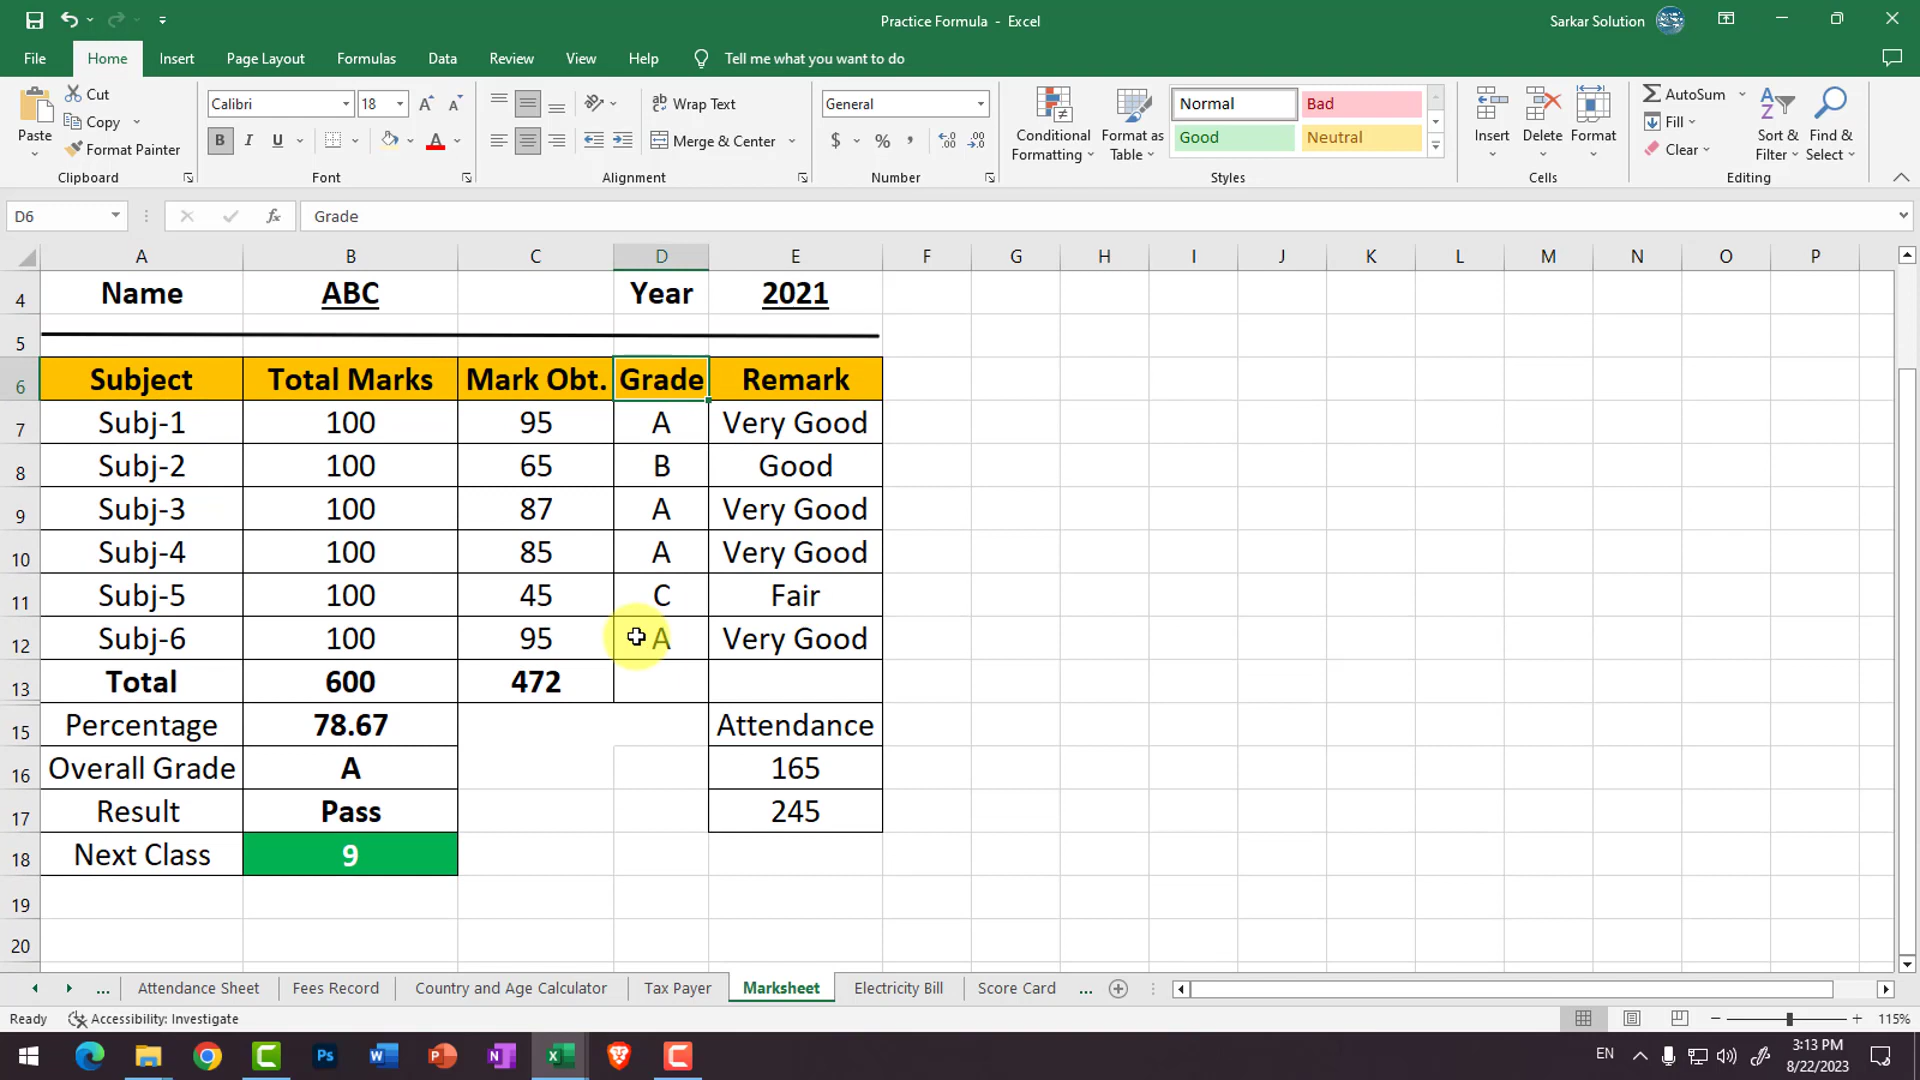 Practice Formula - Excel
Sarkar Solution
File Home Insert Page Layout Formulas Data Review View Help Tell me what you want to do
Paste
Cut
Copy
Format Painter
Clipboard
Calibri 18
B I U
Font
Wrap Text
Merge & Center
Alignment
General
$ % ,
Number
Conditional Formatting
Format as Table
Normal Bad
Good Neutral
Styles
Insert Delete Format
Cells
AutoSum
Fill
Clear
Sort & Filter
Find & Select
Editing
D6 fx Grade
A B C D E F G H I J K L M N O P
4 Name ABC Year 2021
5
6 Subject Total Marks Mark Obt. Grade Remark
7 Subj-1 100 95 A Very Good
8 Subj-2 100 65 B Good
9 Subj-3 100 87 A Very Good
10 Subj-4 100 85 A Very Good
11 Subj-5 100 45 C Fair
12 Subj-6 100 95 A Very Good
13 Total 600 472
15 Percentage 78.67 Attendance
16 Overall Grade A 165
17 Result Pass 245
18 Next Class 9
19
20
... Attendance Sheet Fees Record Country and Age Calculator Tax Payer Marksheet Electricity Bill Score Card ...
Ready Accessibility: Investigate 115%
EN 3:13 PM
8/22/2023